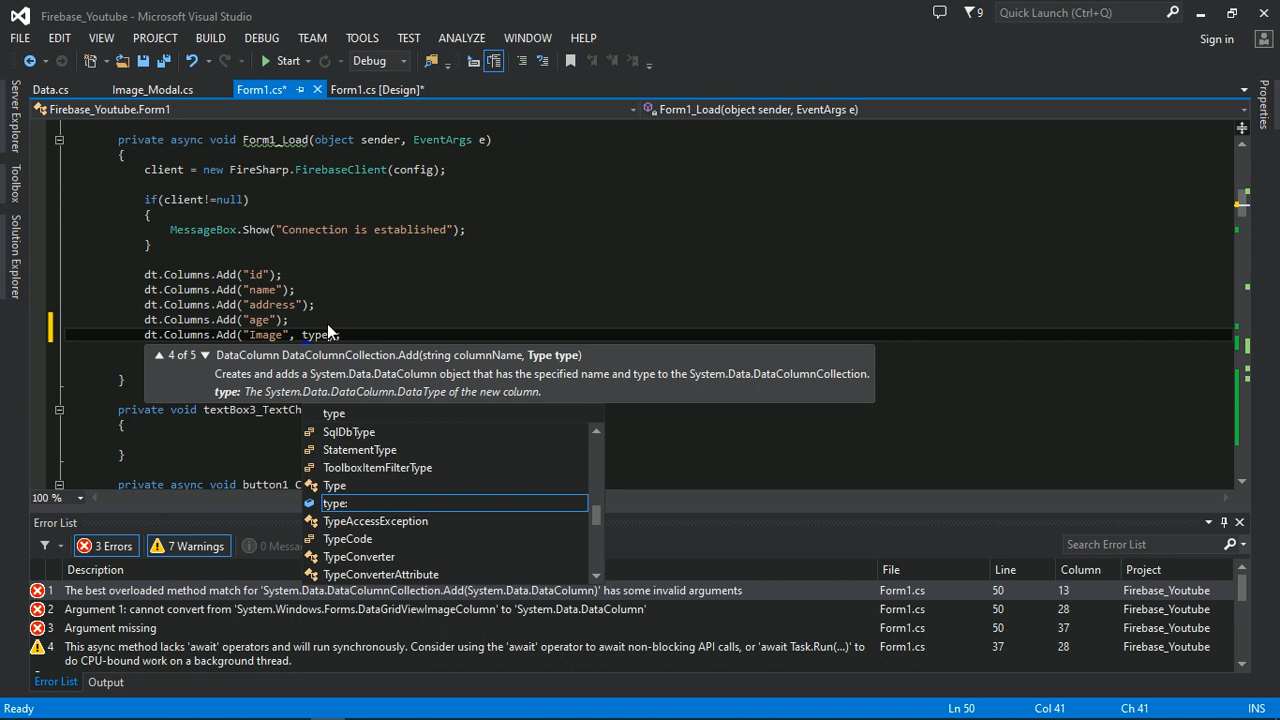 Firebase_Youtube - Microsoft Visual Studio
9
Quick Launch (Ctrl+Q)
FILE EDIT VIEW PROJECT BUILD DEBUG TEAM TOOLS TEST ANALYZE WINDOW HELP
Sign in
Start Debug
Data.cs Image_Modal.cs Form1.cs* Form1.cs [Design]*
Server Explorer
Toolbox
Solution Explorer
Properties
Firebase_Youtube.Form1
Form1_Load(object sender, EventArgs e)
private async void Form1_Load(object sender, EventArgs e)
{
client = new FireSharp.FirebaseClient(config);
if(client!=null)
{
MessageBox.Show("Connection is established");
}
dt.Columns.Add("id");
dt.Columns.Add("name");
dt.Columns.Add("address");
dt.Columns.Add("age");
dt.Columns.Add("Image", type);
4 of 5 DataColumn DataColumnCollection.Add(string columnName, Type type)
Creates and adds a System.Data.DataColumn object that has the specified name and type to the System.Data.DataColumnCollection.
type: The System.Data.DataColumn.DataType of the new column.
}
private void textBox3_TextCh
{
}
private async void button1_C
type
SqlDbType
StatementType
ToolboxItemFilterType
Type
type:
TypeAccessException
TypeCode
TypeConverter
TypeConverterAttribute
100 %
Error List
3 Errors 7 Warnings 0 Messa
Search Error List
Description File Line Column Project
1 The best overloaded method match for 'System.Data.DataColumnCollection.Add(System.Data.DataColumn)' has some invalid arguments Form1.cs 50 13 Firebase_Youtube
2 Argument 1: cannot convert from 'System.Windows.Forms.DataGridViewImageColumn' to 'System.Data.DataColumn' Form1.cs 50 28 Firebase_Youtube
3 Argument missing Form1.cs 50 37 Firebase_Youtube
4 This async method lacks 'await' operators and will run synchronously. Consider using the 'await' operator to await non-blocking API calls, or 'await Task.Run(...)' to Form1.cs 37 28 Firebase_Youtube
do CPU-bound work on a background thread.
Error List Output
Ready Ln 50 Col 41 Ch 41 INS